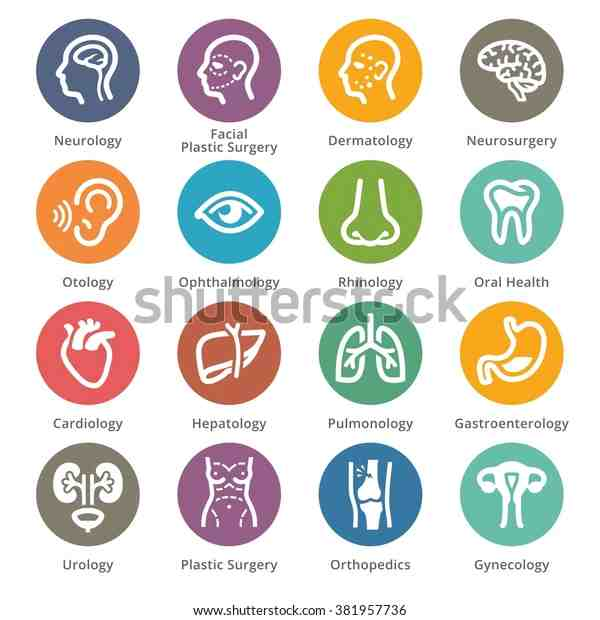 Neurology
Facial
Plastic Surgery
Dermatology
Neurosurgery
Otology
Ophthalmology
Rhinology
Oral Health
shutterstock
Cardiology
Hepatology
Pulmonology
Gastroenterology
Urology
Plastic Surgery
Orthopedics
Gynecology
www.shutterstock.com · 381957736